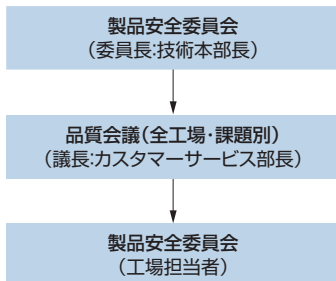 製品安全委員会
（委員長:技術本部長）
品質会議（全工場・課題別）
（議長:カスタマーサービス部長）
製品安全委員会
（工場担当者）